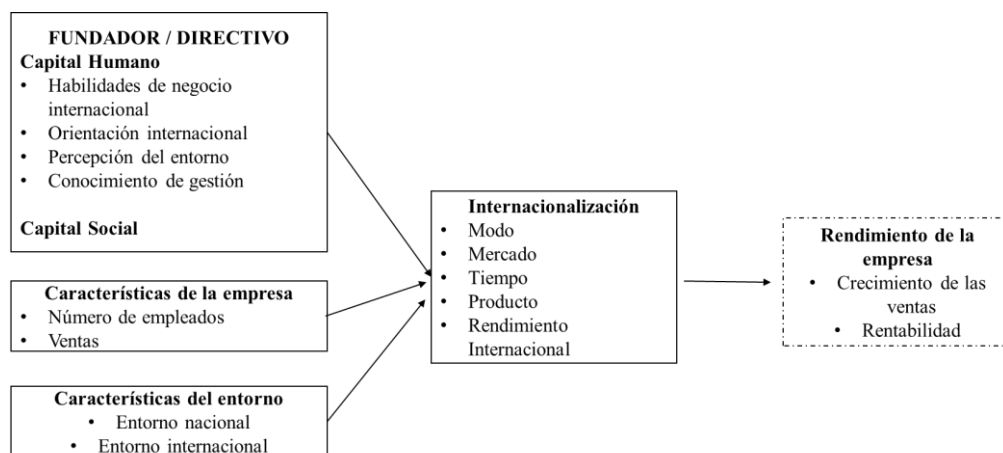 FUNDADOR / DIRECTIVO
Capital Humano
• Habilidades de negocio
internacional
• Orientación internacional
• Percepción del entorno
• Conocimiento de gestión
Capital Social
Características de la empresa
• Número de empleados
• Ventas
Características del entorno
• Entorno nacional
• Entorno internacional
Internacionalización
• Modo
• Mercado
• Tiempo
• Producto
• Rendimiento
Internacional
Rendimiento de la
empresa
• Crecimiento de las
ventas
• Rentabilidad